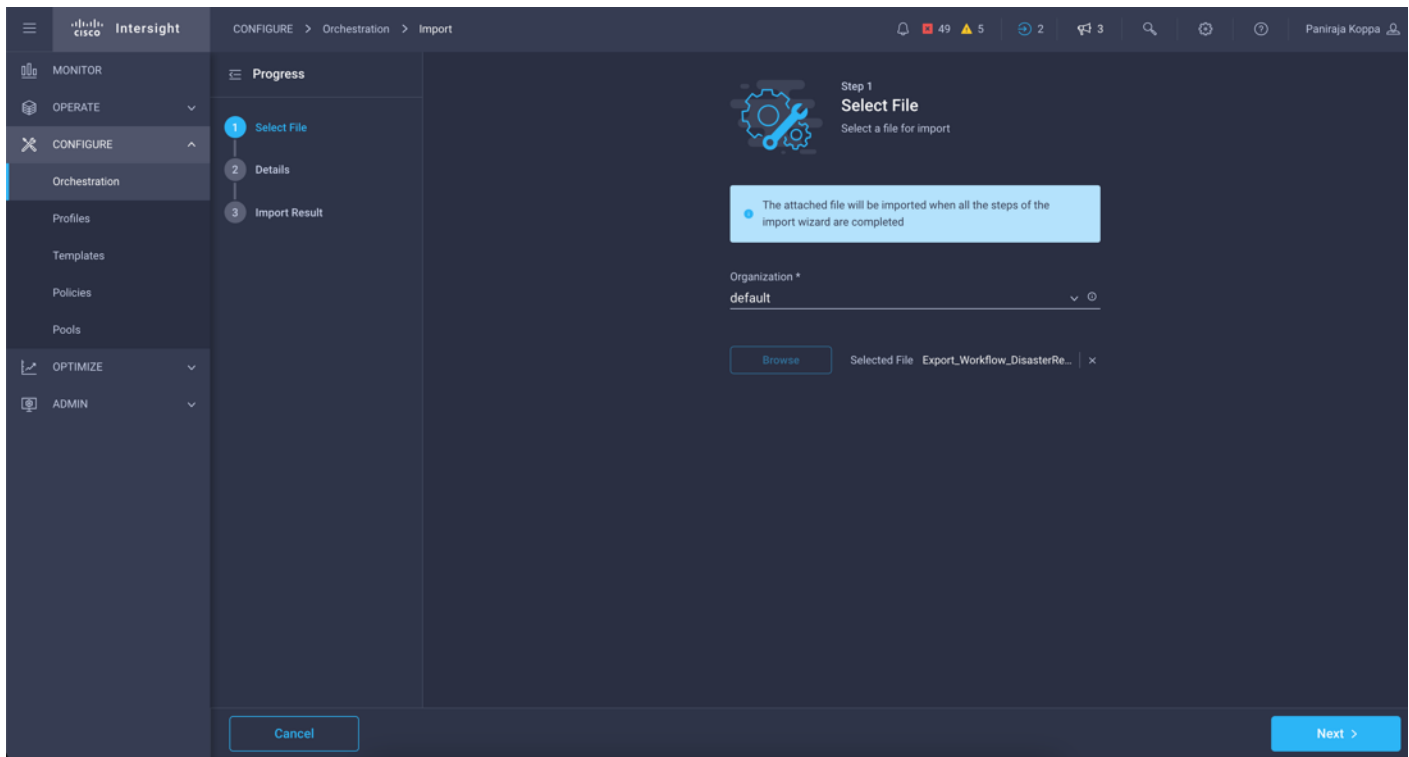 cisco Intersight
CONFIGURE > Orchestration > Import
49 5 2 3
Paniraja Koppa
MONITOR
OPERATE
CONFIGURE
Orchestration
Profiles
Templates
Policies
Pools
OPTIMIZE
ADMIN
Progress
1 Select File
2 Details
3 Import Result
Step 1
Select File
Select a file for import
The attached file will be imported when all the steps of the
import wizard are completed
Organization *
default
Browse Selected File Export_Workflow_DisasterRe... ×
Cancel
Next >